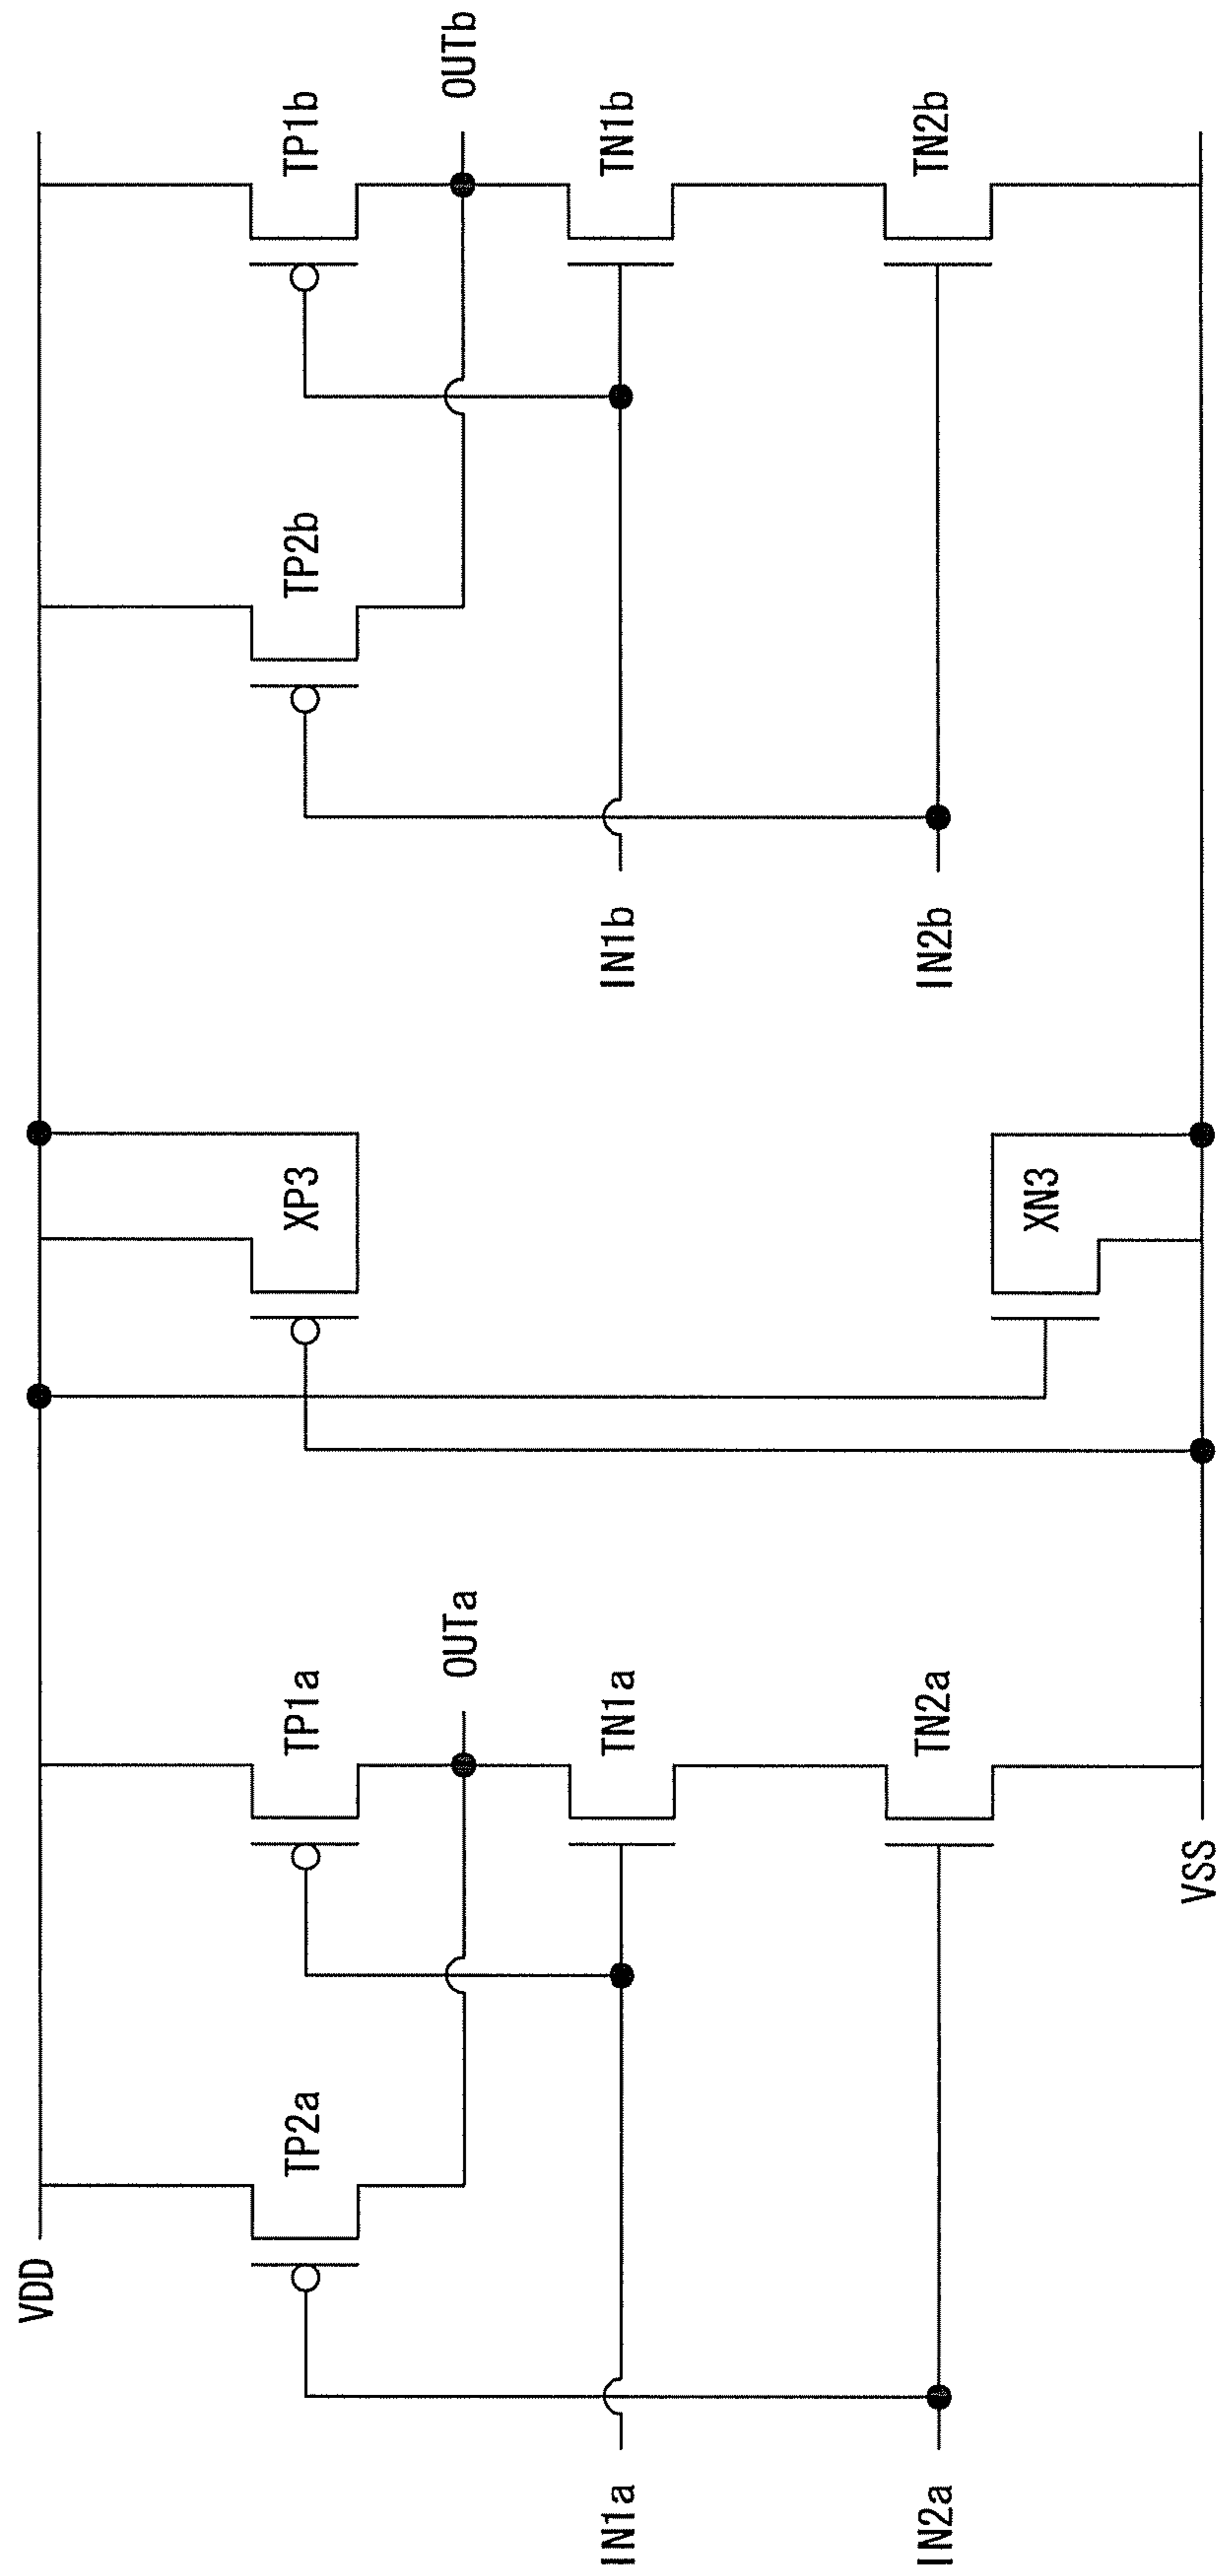 VDD
TP2a
TP1a
OUTa
IN1a
TN1a
IN2a
TN2a
VSS
XP3
XN3
TP2b
TP1b
OUTb
IN1b
TN1b
IN2b
TN2b